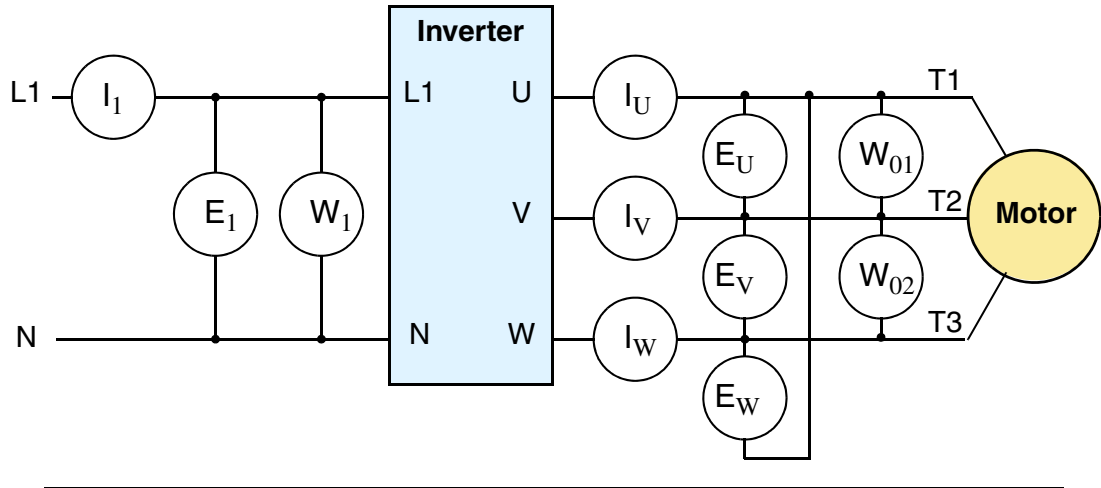 Inverter
L1
I1
L1
U
IU
T1
EU
W01
E1
W1
V
IV
T2
Motor
EV
W02
N
N
W
IW
T3
EW